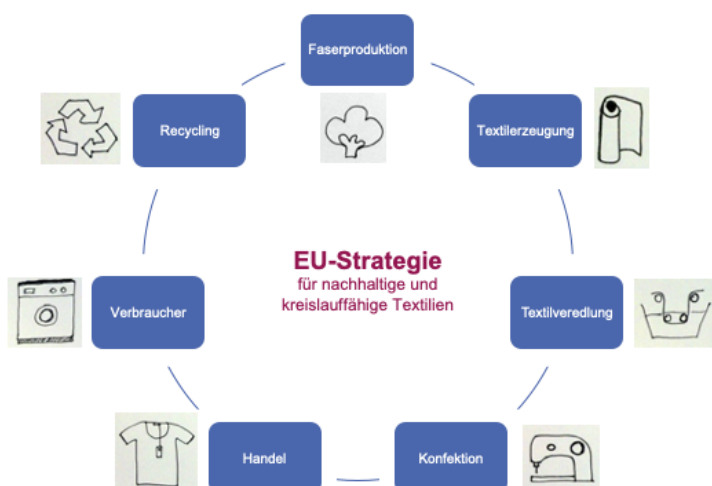 Faserproduktion
Recycling
Textilerzeugung
EU-Strategie
für nachhaltige und
kreislauffähige Textilien
Verbraucher
Textilveredlung
Handel
Konfektion